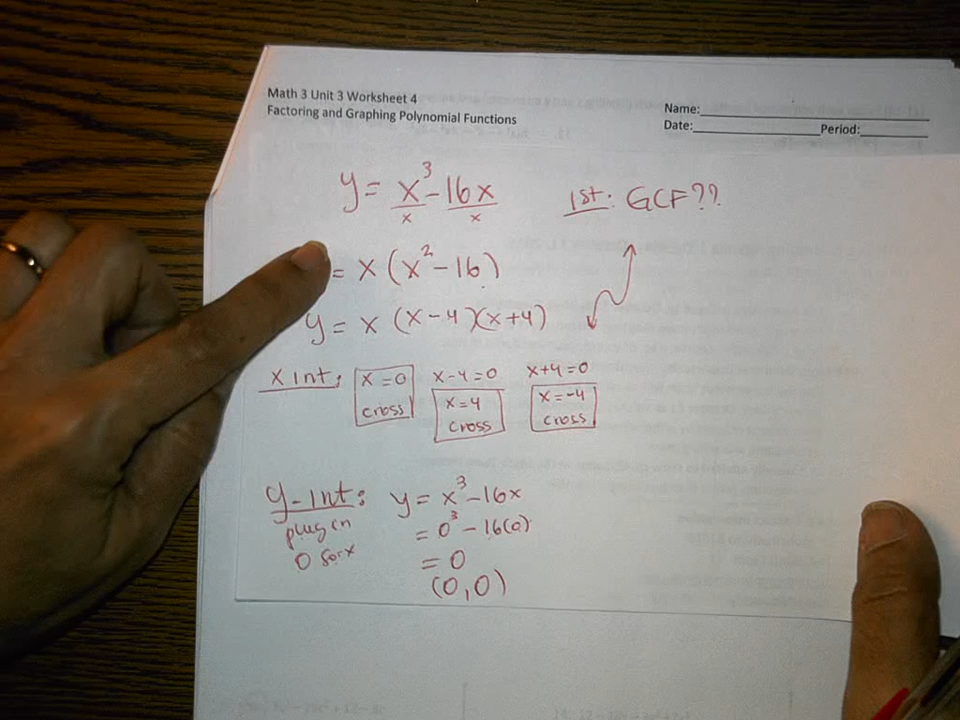 Math 3 Unit 3 Worksheet 4
Factoring and Graphing Polynomial Functions
Name:
Date: Period:
y = x³ - 16x
x x
1st: GCF??
= x (x² - 16)
y = x (x - 4)(x + 4)
x int: x = 0 x - 4 = 0 x + 4 = 0
cross x = 4 x = -4
cross cross
y-int: y = x³ - 16x
plug in = 0³ - 16(0)
0 for x = 0
(0,0)